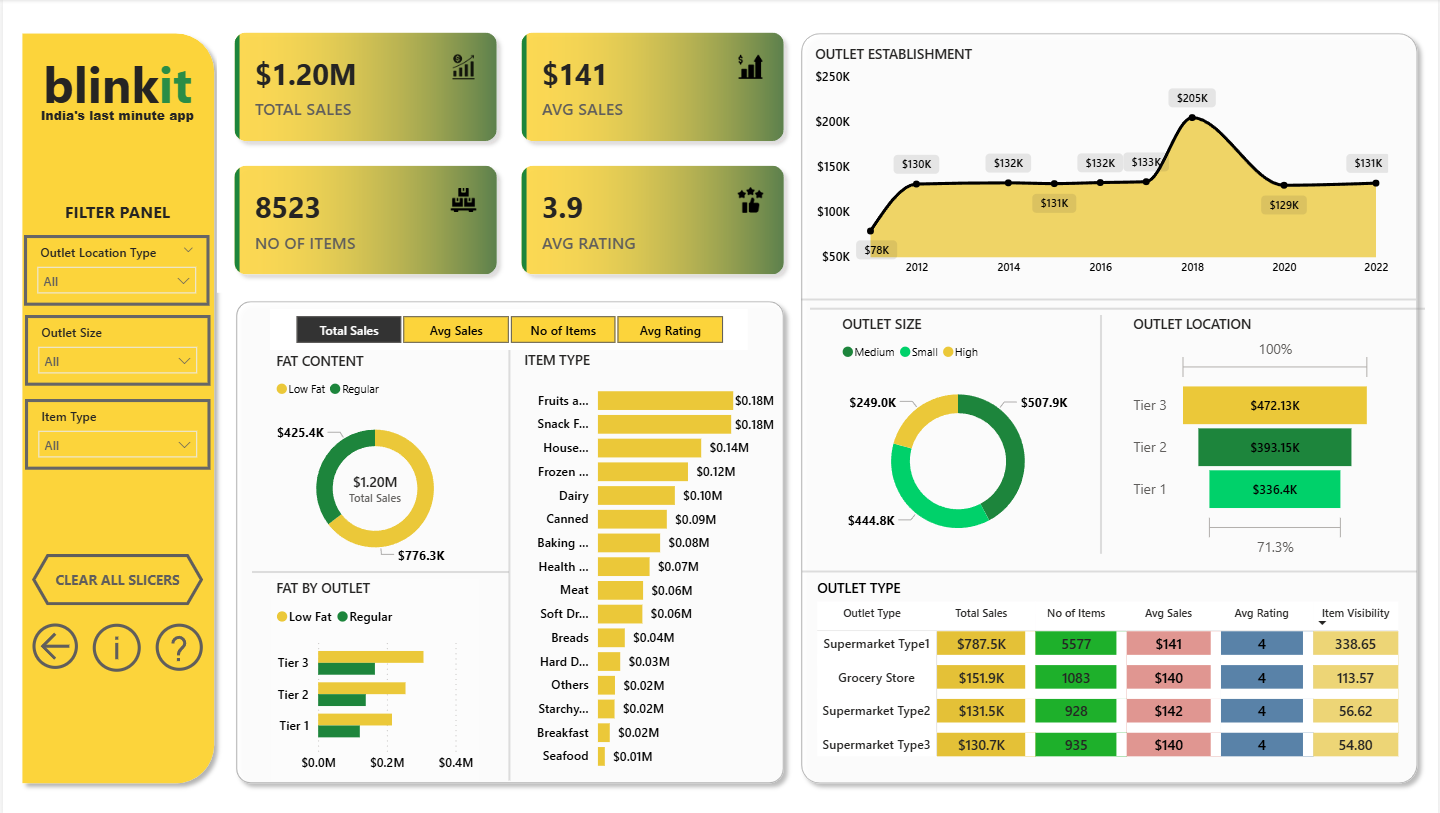 blinkit
India's last minute app
FILTER PANEL
Outlet Location Type
All
Outlet Size
All
Item Type
All
CLEAR ALL SLICERS
i
?
$1.20M
TOTAL SALES
$
$141
AVG SALES
$
8523
NO OF ITEMS
3.9
AVG RATING
Total Sales Avg Sales No of Items Avg Rating
FAT CONTENT
Low Fat Regular
$425.4K
$1.20M
Total Sales
$776.3K
FAT BY OUTLET
Low Fat Regular
Tier 3
Tier 2
Tier 1
$0.0M $0.2M $0.4M
ITEM TYPE
Fruits a... $0.18M
Snack F... $0.18M
House... $0.14M
Frozen ... $0.12M
Dairy $0.10M
Canned $0.09M
Baking ... $0.08M
Health ... $0.07M
Meat $0.06M
Soft Dr... $0.06M
Breads $0.04M
Hard D... $0.03M
Others $0.02M
Starchy... $0.02M
Breakfast $0.02M
Seafood $0.01M
OUTLET ESTABLISHMENT
$250K
$200K
$150K
$100K
$50K
$78K
$130K
$132K
$131K
$132K
$133K
$205K
$129K
$131K
2012 2014 2016 2018 2020 2022
OUTLET SIZE
Medium Small High
$249.0K
$507.9K
$444.8K
OUTLET LOCATION
100%
Tier 3 $472.13K
Tier 2 $393.15K
Tier 1 $336.4K
71.3%
OUTLET TYPE
Outlet Type Total Sales No of Items Avg Sales Avg Rating Item Visibility
Supermarket Type1 $787.5K 5577 $141 4 338.65
Grocery Store $151.9K 1083 $140 4 113.57
Supermarket Type2 $131.5K 928 $142 4 56.62
Supermarket Type3 $130.7K 935 $140 4 54.80